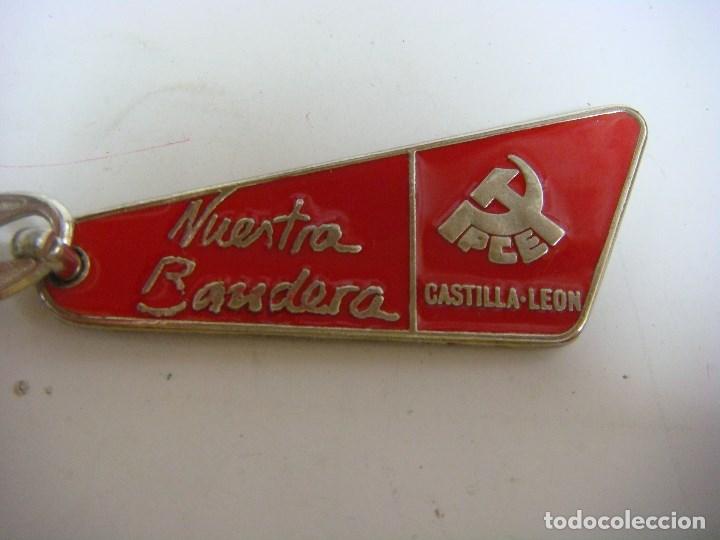 Nuestra
Bandera
PCE
CASTILLA·LEON
todocoleccion